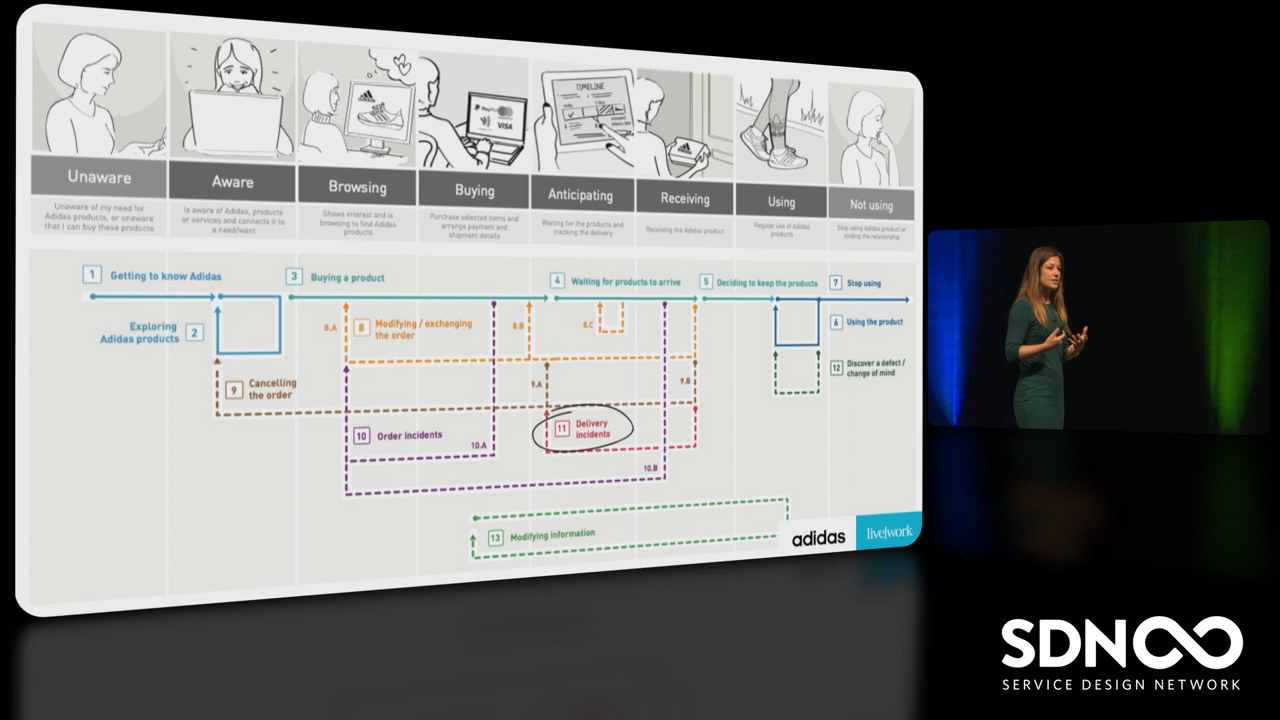 TIMELINE
adidas
PayPal
VISA
adidas
Unaware
Aware
Browsing
Buying
Anticipating
Receiving
Using
Not using
Unaware of my need for
Adidas products, or unaware
that I can buy these products
Is aware of Adidas, products
or services and connects it to
a need/want
Shows interest and is
browsing to find Adidas
products
Purchase selected items and
arrange payment and
shipment details
Waiting for the products and
tracking the delivery
Receiving the Adidas product
Regular use of Adidas
products
Stop using Adidas product or
ending the relationship
1 Getting to know Adidas
3 Buying a product
4 Waiting for products to arrive
5 Deciding to keep the products
7 Stop using
Exploring
Adidas products 2
8.A
8 Modifying / exchanging
the order
8.B
8.C
6 Using the product
9 Cancelling
the order
9.A
9.B
12 Discover a defect /
change of mind
10 Order incidents
10.A
11 Delivery
incidents
10.B
13 Modifying information
adidas
live|work
SDN
SERVICE DESIGN NETWORK